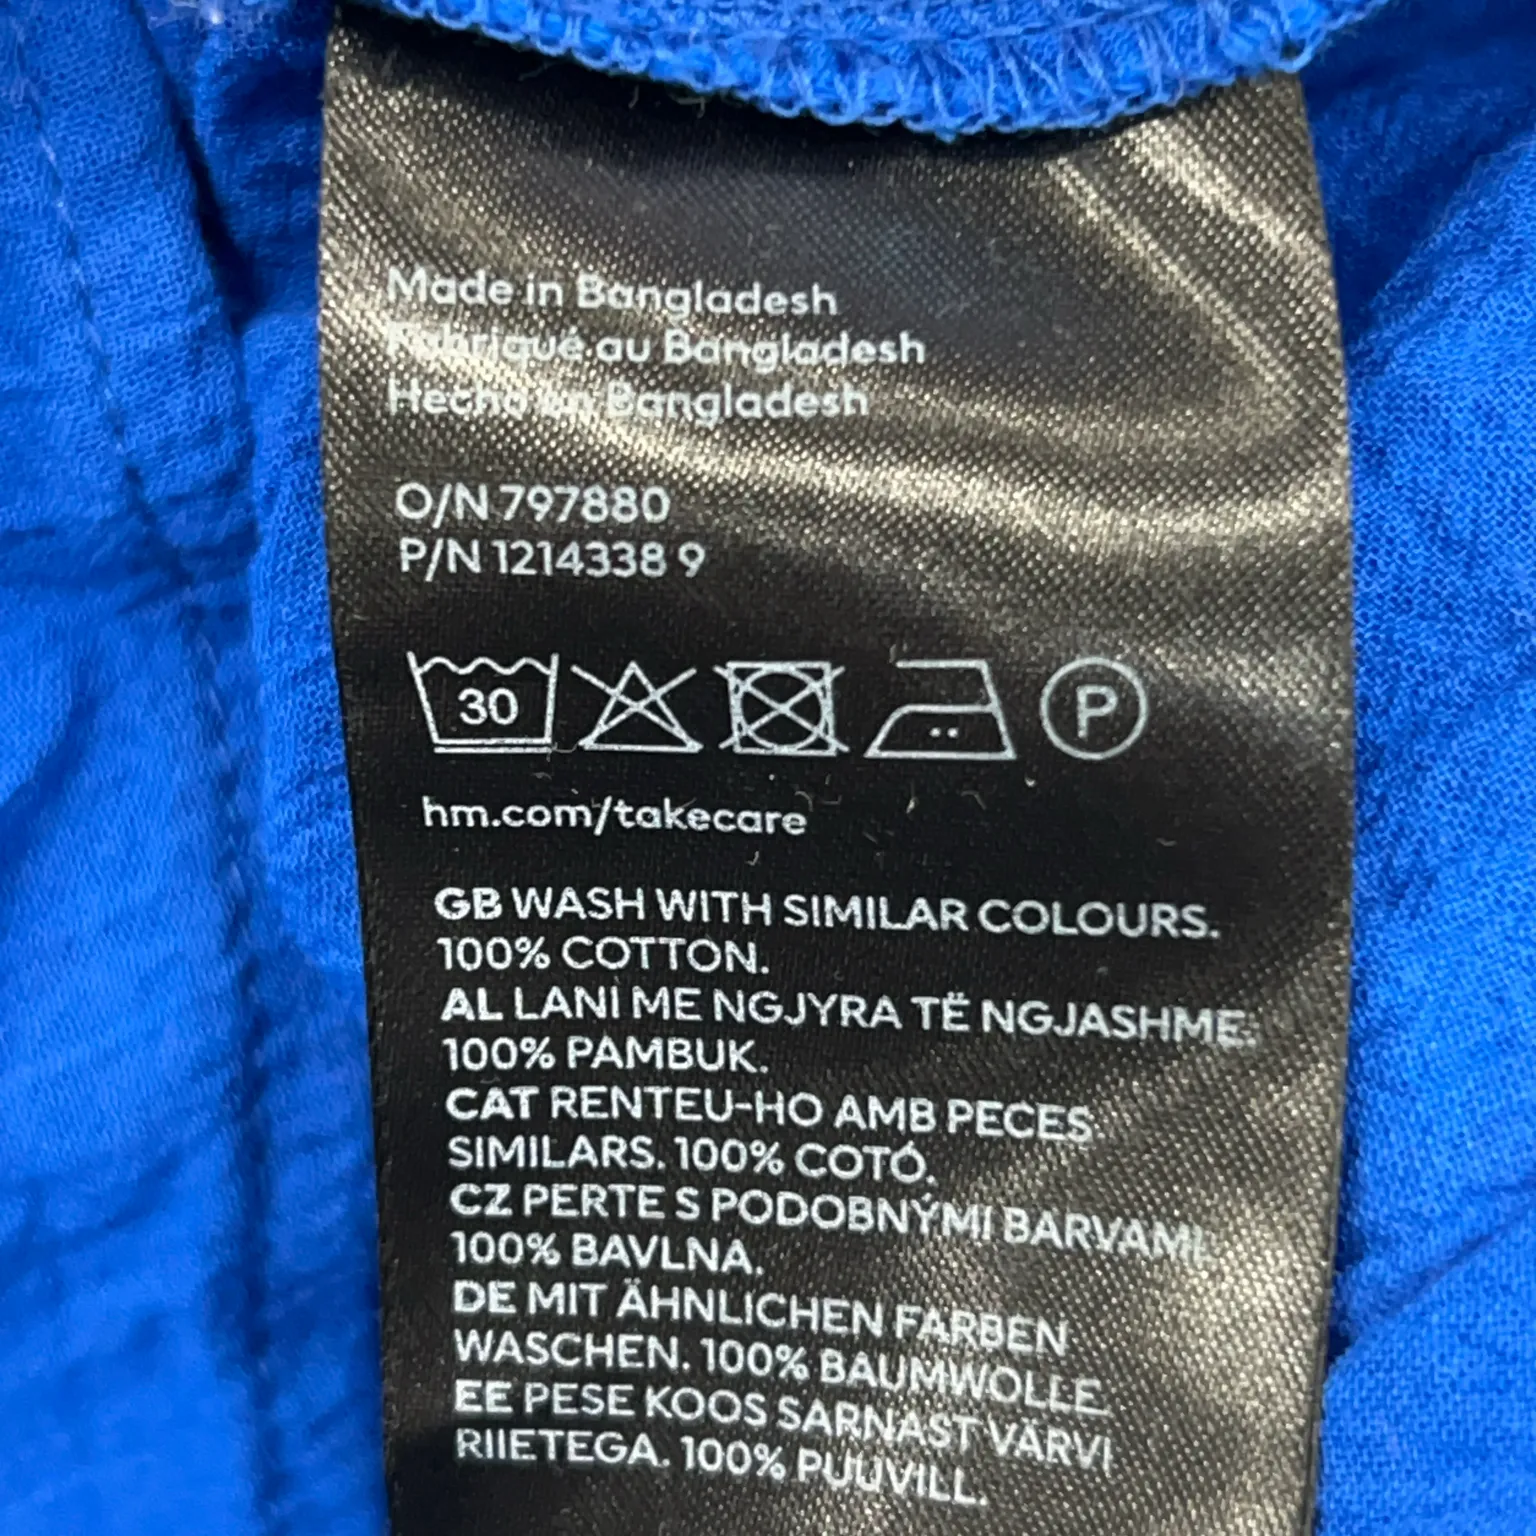 Made in Bangladesh
Fabriqué au Bangladesh
Hecho en Bangladesh
O/N 797880
P/N 1214338 9
30
P
hm.com/takecare
GB WASH WITH SIMILAR COLOURS.
100% COTTON.
AL LANI ME NGJYRA TË NGJASHME.
100% PAMBUK.
CAT RENTEU-HO AMB PECES
SIMILARS. 100% COTÓ.
CZ PERTE S PODOBNÝMI BARVAMI.
100% BAVLNA.
DE MIT ÄHNLICHEN FARBEN
WASCHEN. 100% BAUMWOLLE.
EE PESE KOOS SARNAST VÄRVI
RIIETEGA. 100% PUUVILL.